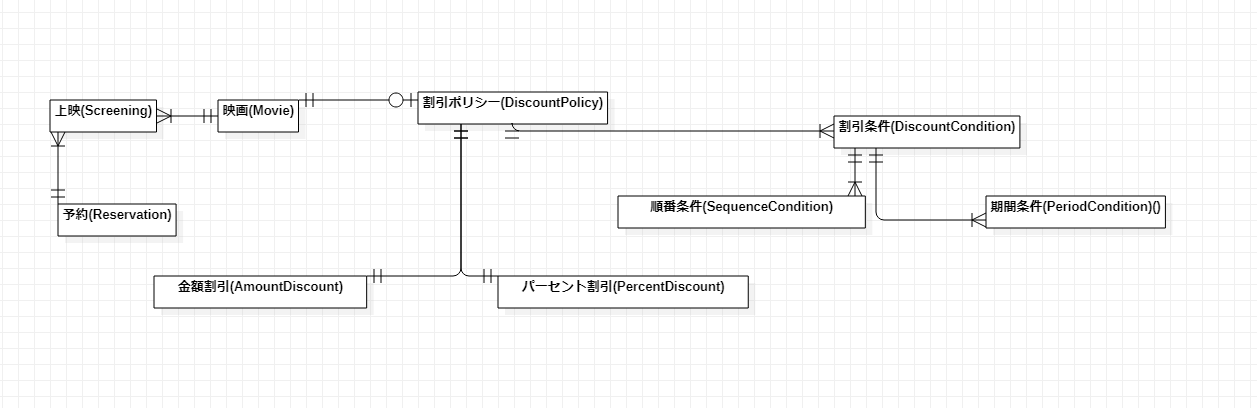 上映(Screening)
映画(Movie)
割引ポリシー(DiscountPolicy)
割引条件(DiscountCondition)
予約(Reservation)
順番条件(SequenceCondition)
期間条件(PeriodCondition)()
金額割引(AmountDiscount)
パーセント割引(PercentDiscount)